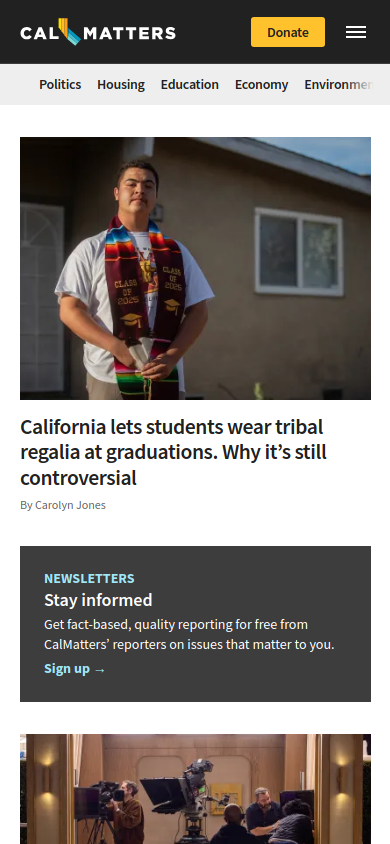 CALMATTERS
Donate
Politics Housing Education Economy Environmen
CLASS OF 2025
CLASS OF 2025
California lets students wear tribal
regalia at graduations. Why it’s still
controversial
By Carolyn Jones
NEWSLETTERS
Stay informed
Get fact-based, quality reporting for free from
CalMatters’ reporters on issues that matter to you.
Sign up →